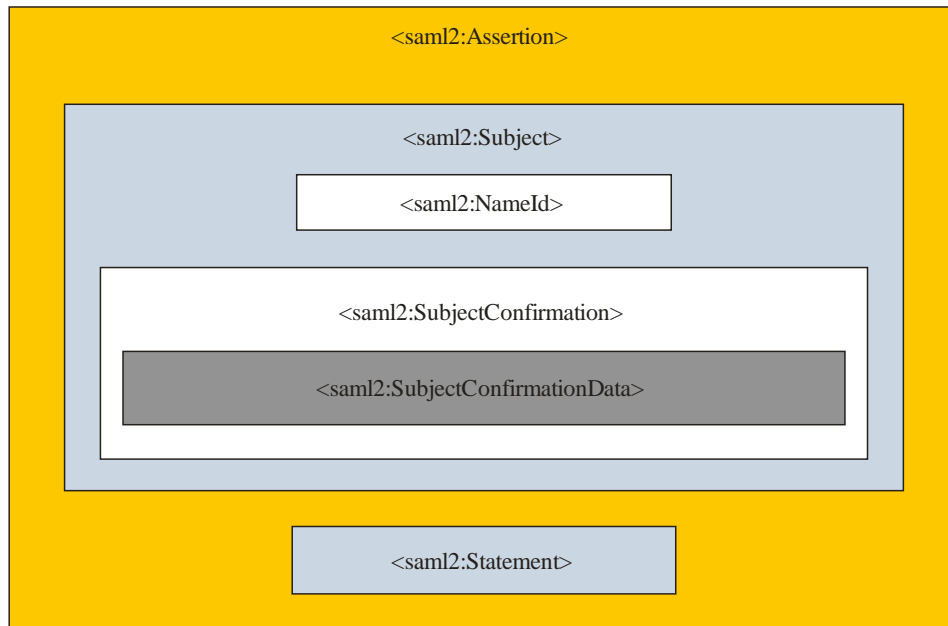 <saml2:Assertion>
<saml2:Subject>
<saml2:NameId>
<saml2:SubjectConfirmation>
<saml2:SubjectConfirmationData>
<saml2:Statement>